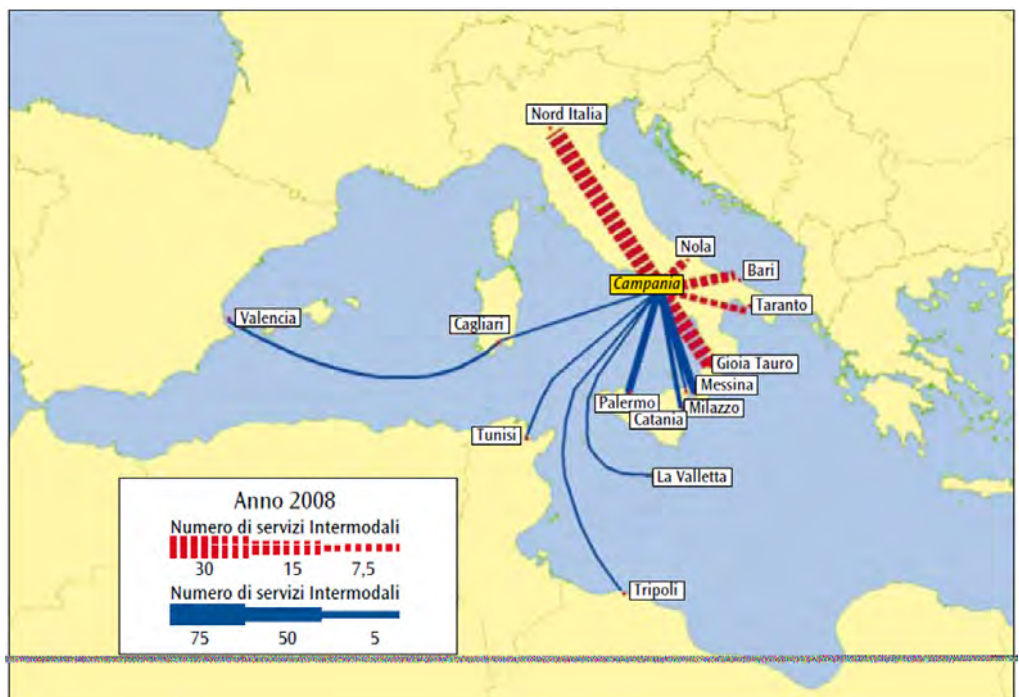 Nord Italia
Nola
Bari
Campania
Taranto
Valencia
Cagliari
Gioia Tauro
Messina
Palermo
Milazzo
Catania
Tunisi
La Valletta
Tripoli
Anno 2008
Numero di servizi Intermodali
30 15 7,5
Numero di servizi Intermodali
75 50 5